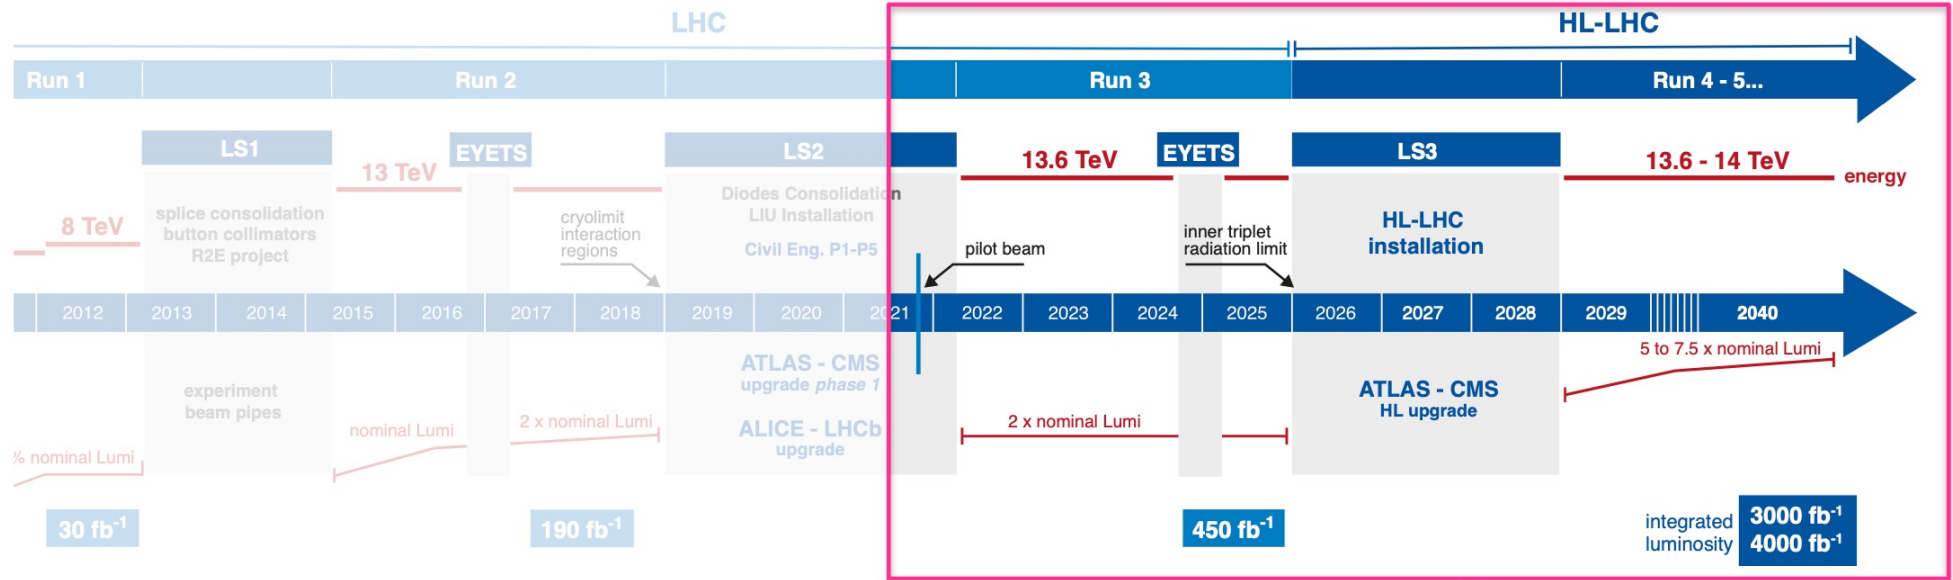 LHC
HL-LHC
Run 1
Run 2
Run 3
Run 4 - 5...
LS1
EYETS
LS2
13.6 TeV
EYETS
LS3
13.6 - 14 TeV
energy
13 TeV
8 TeV
splice consolidation
button collimators
R2E project
cryolimit
interaction
regions
Diodes Consolidation
LIU Installation
Civil Eng. P1-P5
pilot beam
inner triplet
radiation limit
HL-LHC
installation
2012 2013 2014 2015 2016 2017 2018 2019 2020 2021 2022 2023 2024 2025 2026 2027 2028 2029 2040
5 to 7.5 x nominal Lumi
experiment
beam pipes
ATLAS - CMS
upgrade phase 1
ALICE - LHCb
upgrade
ATLAS - CMS
HL upgrade
% nominal Lumi
nominal Lumi
2 x nominal Lumi
2 x nominal Lumi
30 fb⁻¹
190 fb⁻¹
450 fb⁻¹
integrated
luminosity
3000 fb⁻¹
4000 fb⁻¹